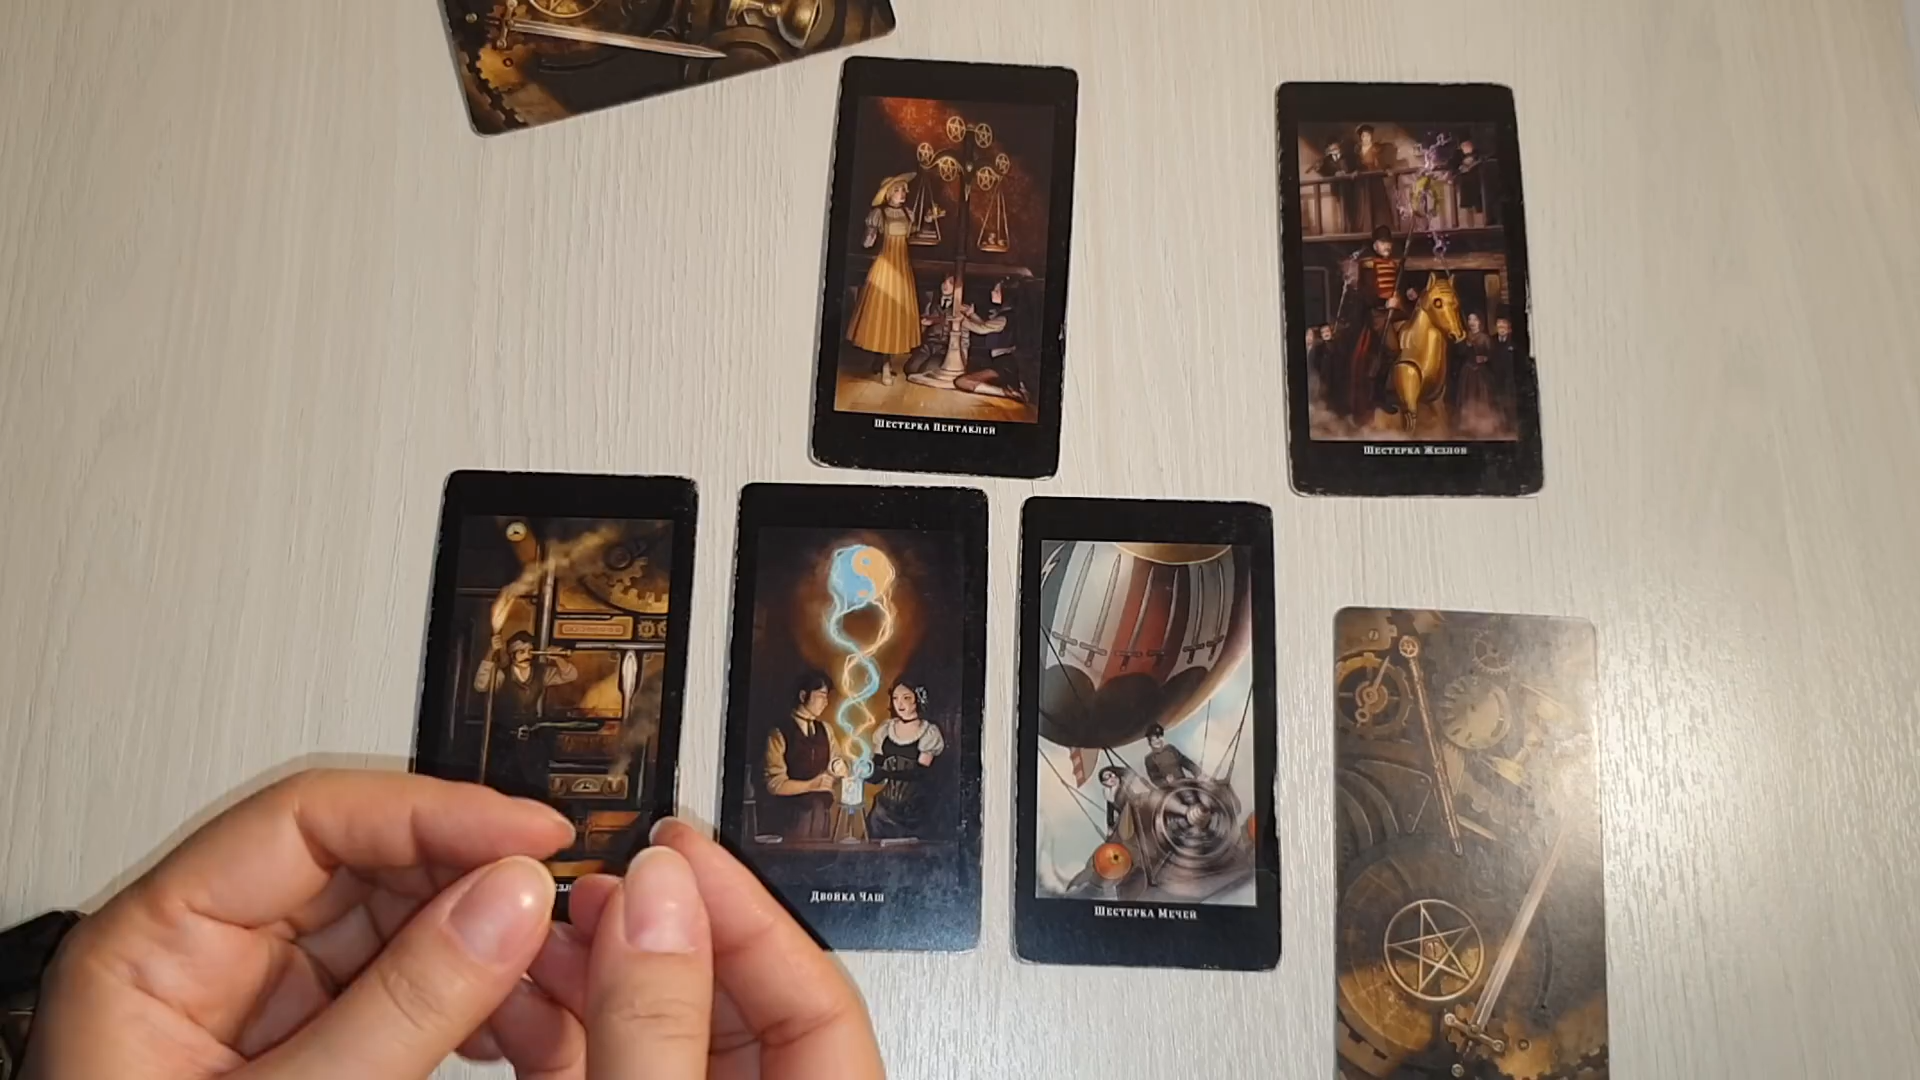 Шестерка Пентаклей
Шестерка Жезлов
Двойка Чаш
Шестерка Мечей